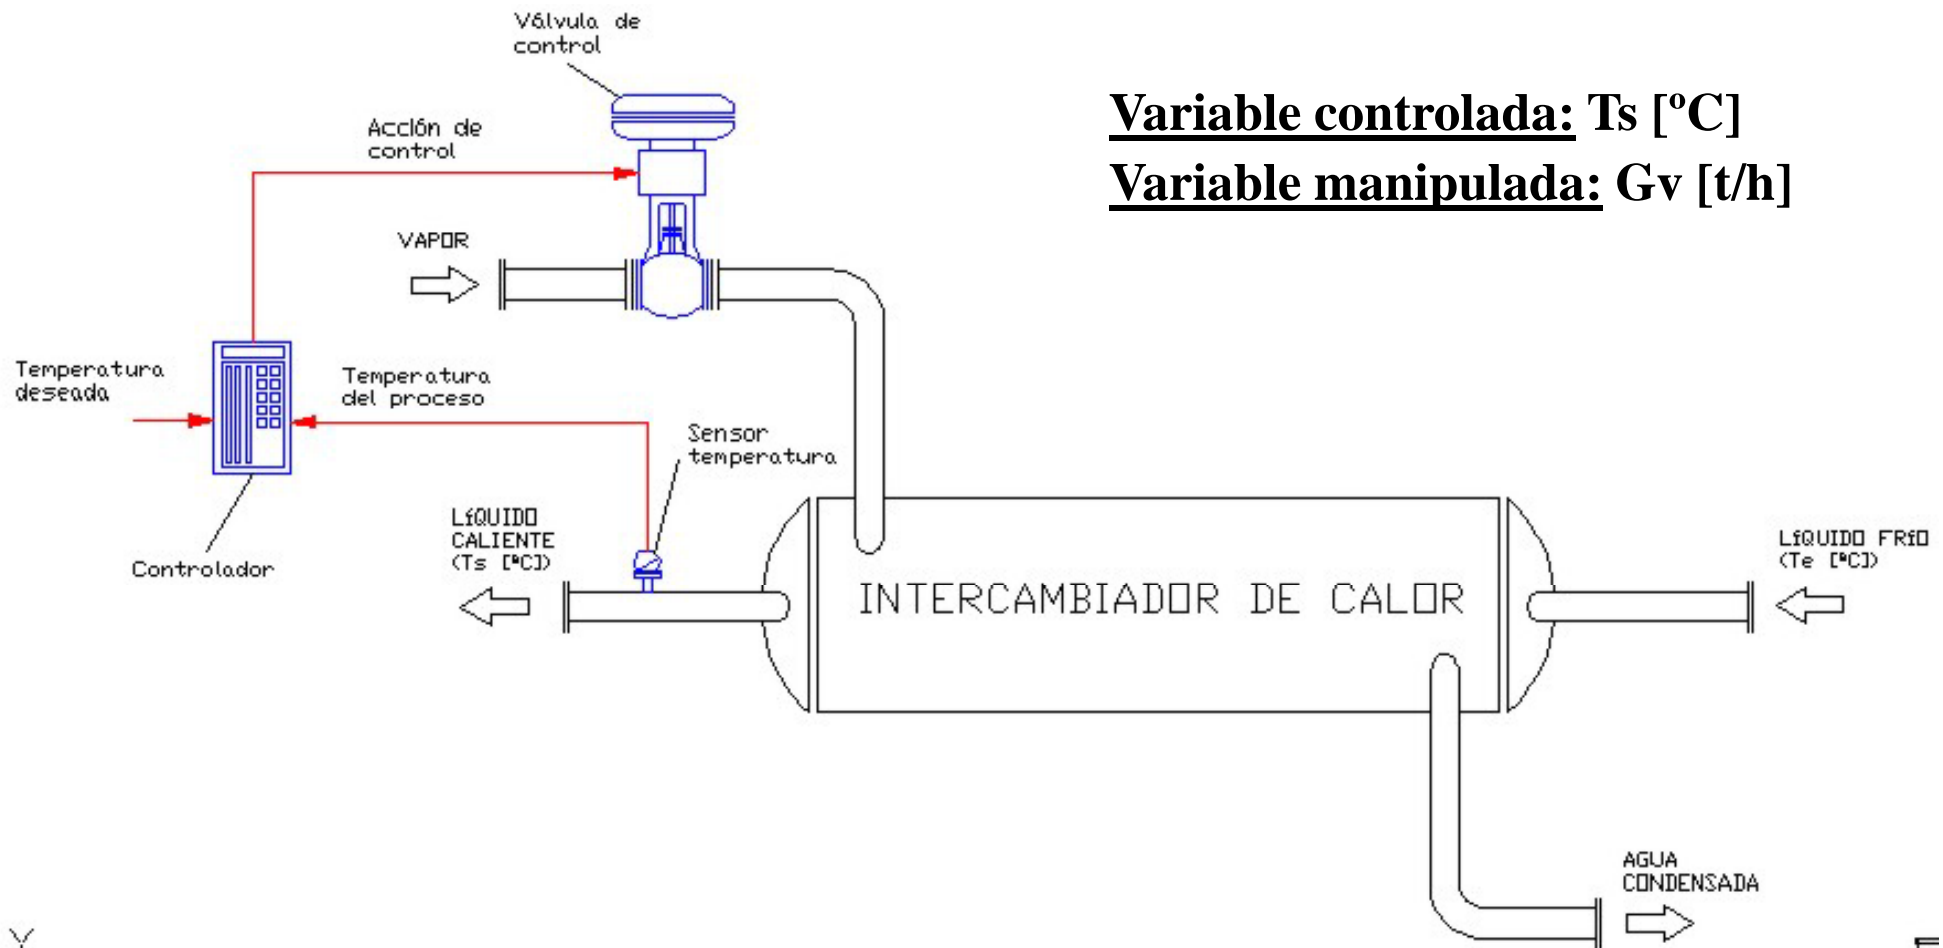 Válvula de
control
Variable controlada: Ts [ºC]
Variable manipulada: Gv [t/h]
Acción de
control
VAPOR
Temperatura
deseada
Temperatura
del proceso
Sensor
temperatura
Controlador
LíQUIDO
CALIENTE
(Ts [ºC])
INTERCAMBIADOR DE CALOR
LíQUIDO FRíO
(Te [ºC])
AGUA
CONDENSADA
Y